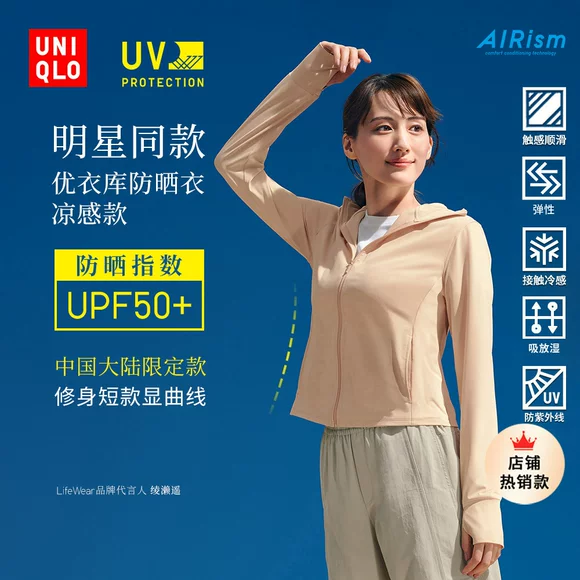 UNI
QLO
UV
PROTECTION
AIRism
comfort conditioning technology
明星同款
优衣库防晒衣
凉感款
防晒指数
UPF50+
中国大陆限定款
修身短款显曲线
LifeWear品牌代言人 绫濑遥
触感顺滑
弹性
接触冷感
吸放湿
UV
防紫外线
店铺
热销款